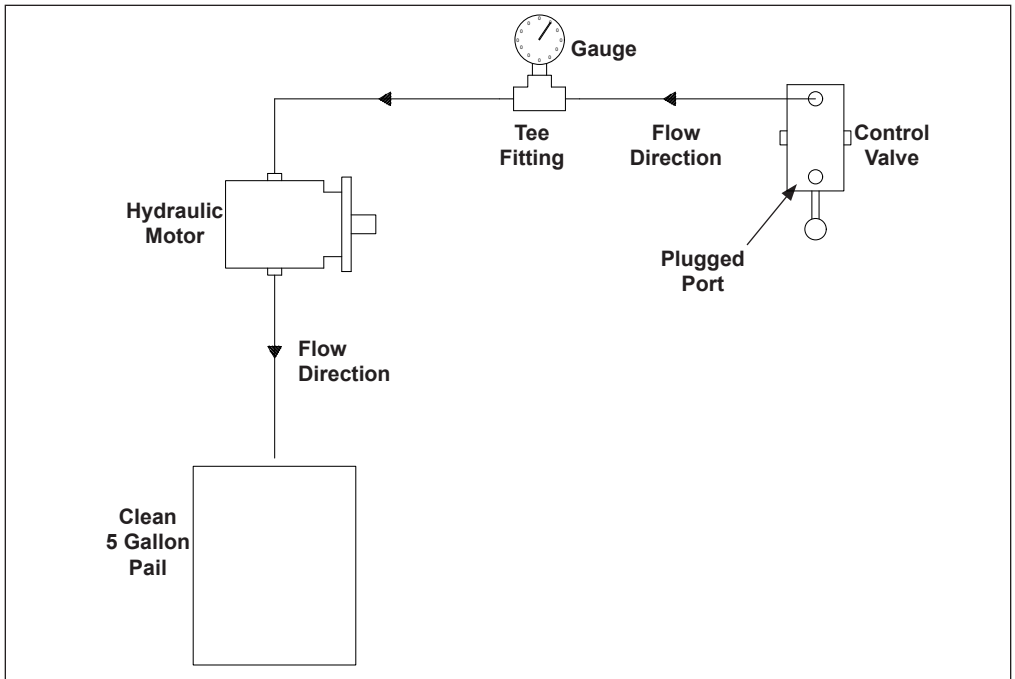 Gauge
Tee
Fitting
Flow
Direction
Control
Valve
Hydraulic
Motor
Plugged
Port
Flow
Direction
Clean
5 Gallon
Pail